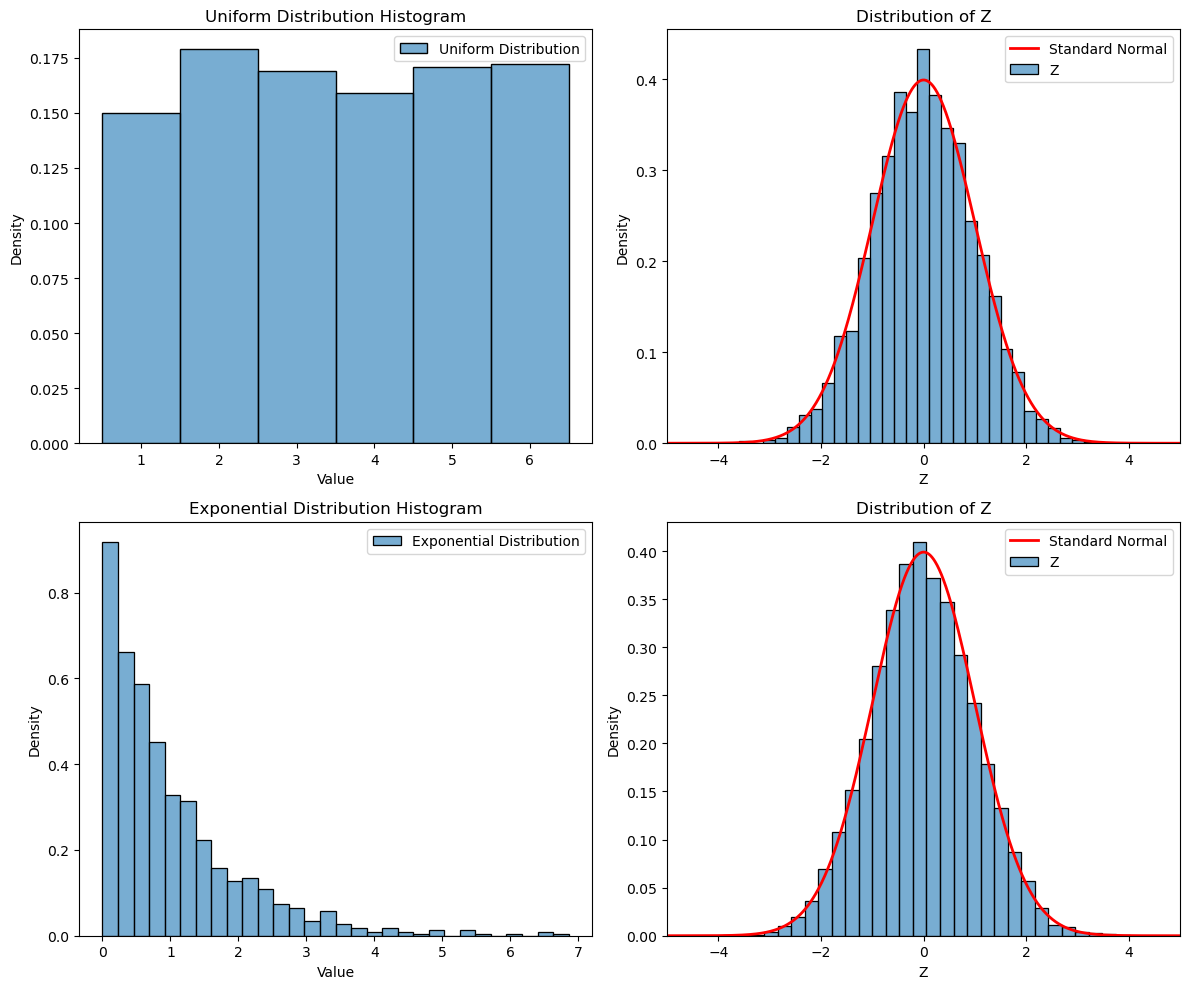 Uniform Distribution Histogram
Uniform Distribution
0.175
0.150
0.125
0.100
0.075
0.050
0.025
0.000
Density
1 2 3 4 5 6
Value
Distribution of Z
Standard Normal
Z
0.4
0.3
0.2
0.1
0.0
Density
−4 −2 0 2 4
Z
Exponential Distribution Histogram
Exponential Distribution
0.8
0.6
0.4
0.2
0.0
Density
0 1 2 3 4 5 6 7
Value
Distribution of Z
Standard Normal
Z
0.40
0.35
0.30
0.25
0.20
0.15
0.10
0.05
0.00
Density
−4 −2 0 2 4
Z